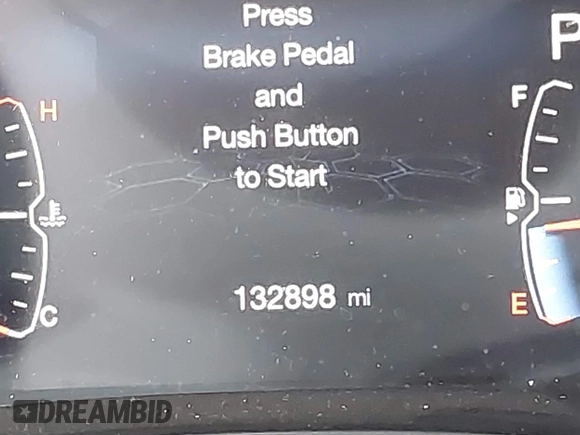 Press
Brake Pedal
and
Push Button
to Start
P
H
F
C
E
132898 mi
DREAMBID